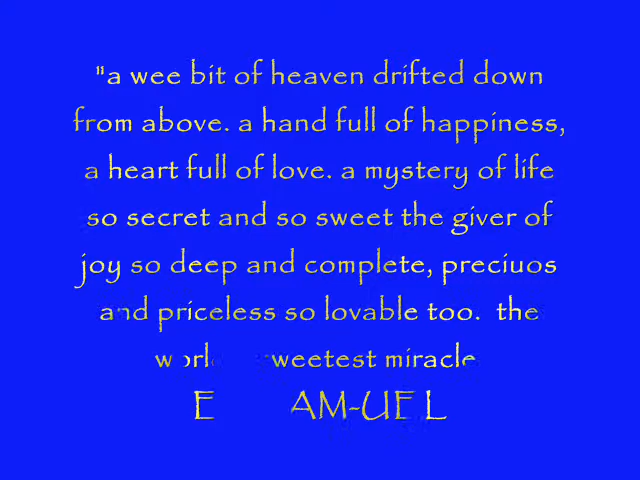 "a wee bit of heaven drifted down
from above. a hand full of happiness,
a heart full of love. a mystery of life
so secret and so sweet the giver of
joy so deep and complete, preciuos
and priceless so lovable too. the
weetest miracle
E AM-UEL